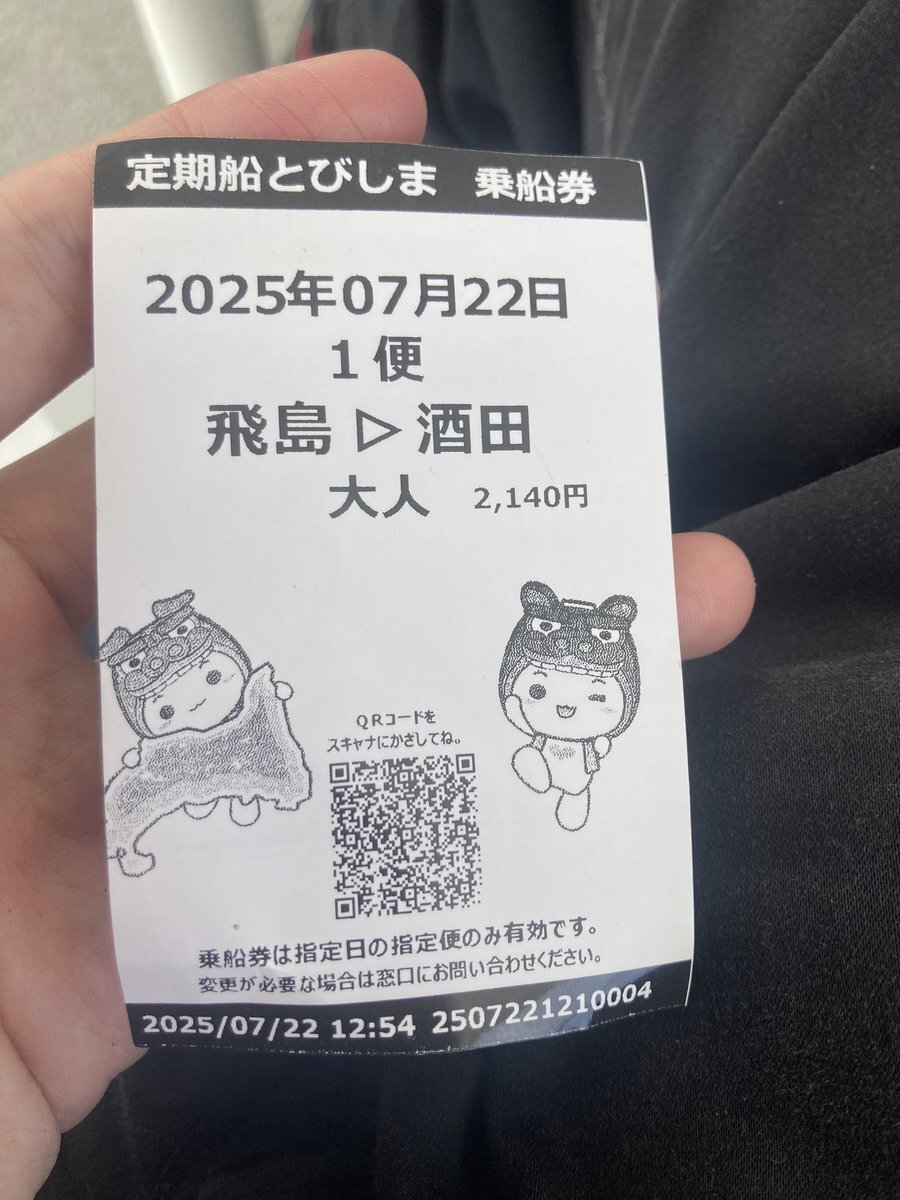 定期船とびしま 乗船券
2025年07月22日
1 便
飛島 ▷ 酒田
大人 2,140円
QRコードを
スキャナにかざしてね。
乗船券は指定日の指定便のみ有効です。
変更が必要な場合は窓口にお問い合わせください。
2025/07/22 12:54 2507221210004